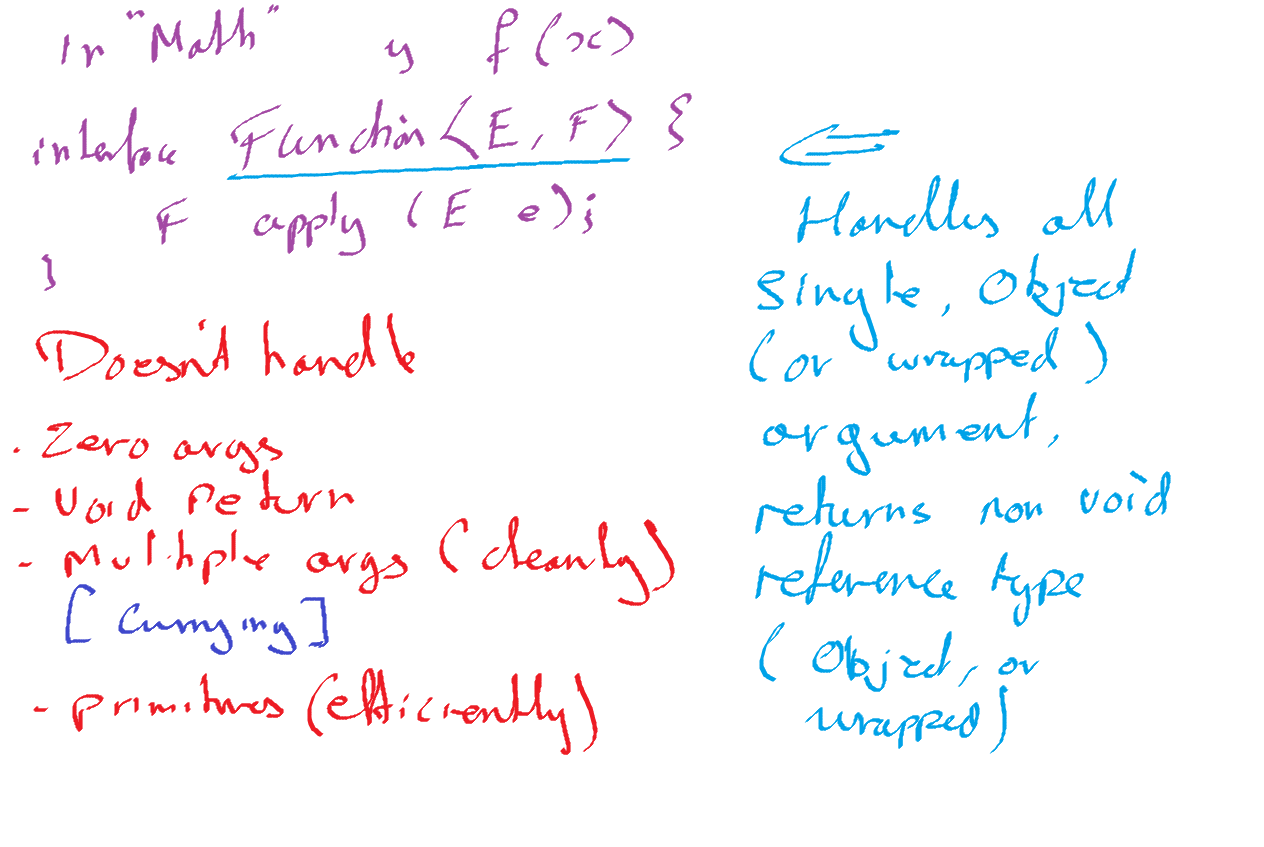 In "Math" y f(x)
interface Function<E, F> {
F apply (E e);
}
Doesn't handle
- Zero args
- Void Return
- Multiple args (cleanly)
[Currying]
- primitives (efficiently)
Handles all
Single, Object
(or wrapped)
argument,
returns non void
reference type
(Object, or
wrapped)